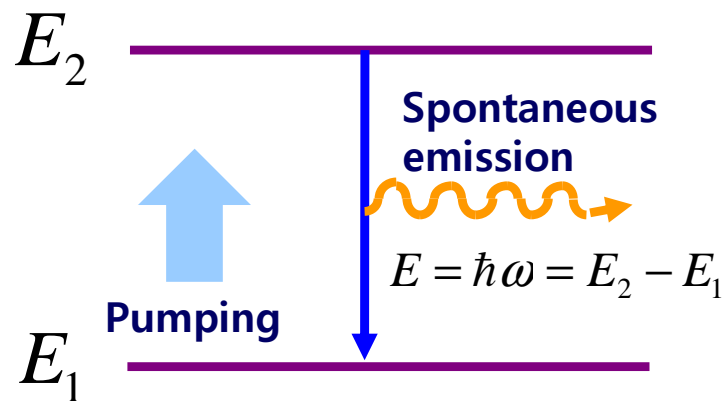 E₂
Spontaneous
emission
E = ħω = E₂ − E₁
Pumping
E₁